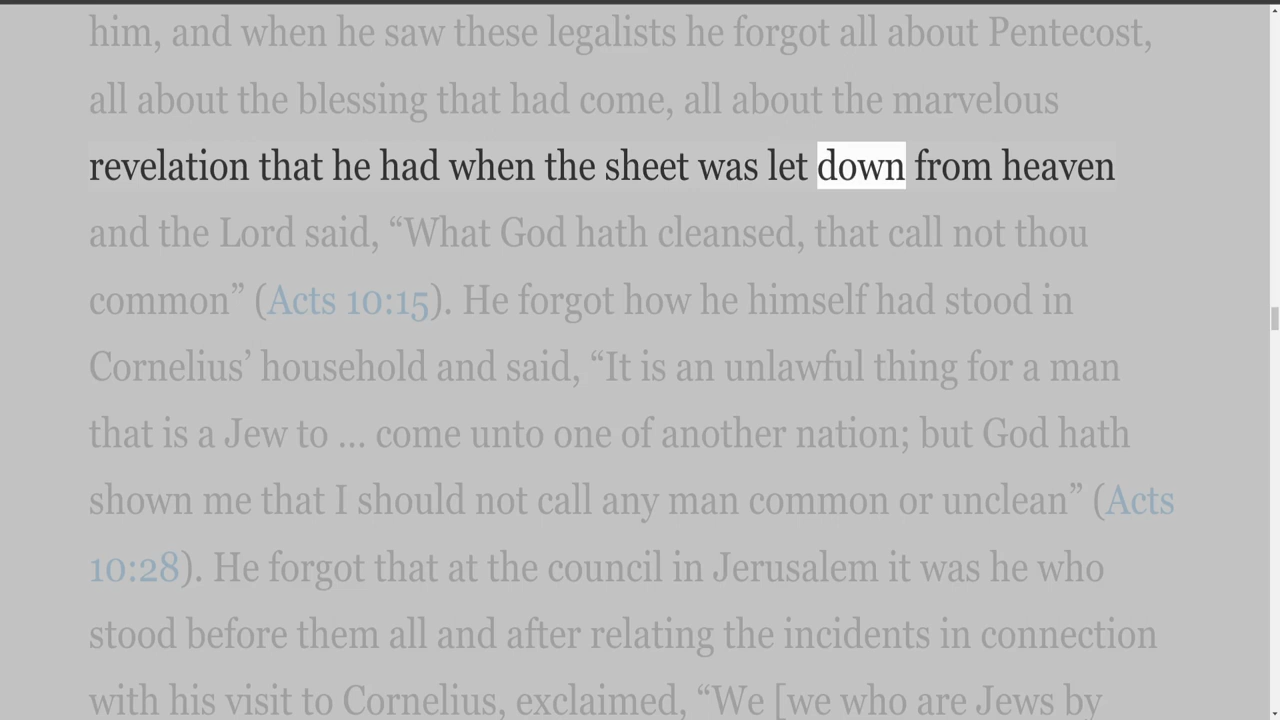 him, and when he saw these legalists he forgot all about Pentecost,
all about the blessing that had come, all about the marvelous
revelation that he had when the sheet was let down from heaven
and the Lord said, “What God hath cleansed, that call not thou
common” (Acts 10:15). He forgot how he himself had stood in
Cornelius’ household and said, “It is an unlawful thing for a man
that is a Jew to ... come unto one of another nation; but God hath
shown me that I should not call any man common or unclean” (Acts
10:28). He forgot that at the council in Jerusalem it was he who
stood before them all and after relating the incidents in connection
with his visit to Cornelius, exclaimed, “We [we who are Jews by